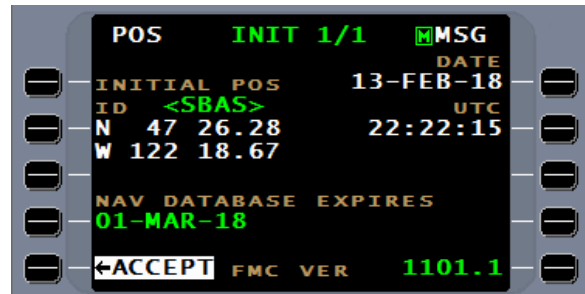 POS INIT 1/1 MMSG
DATE
INITIAL POS 13-FEB-18
ID <SBAS> UTC
N 47 26.28 22:22:15
W 122 18.67
NAV DATABASE EXPIRES
01-MAR-18
←ACCEPT FMC VER 1101.1